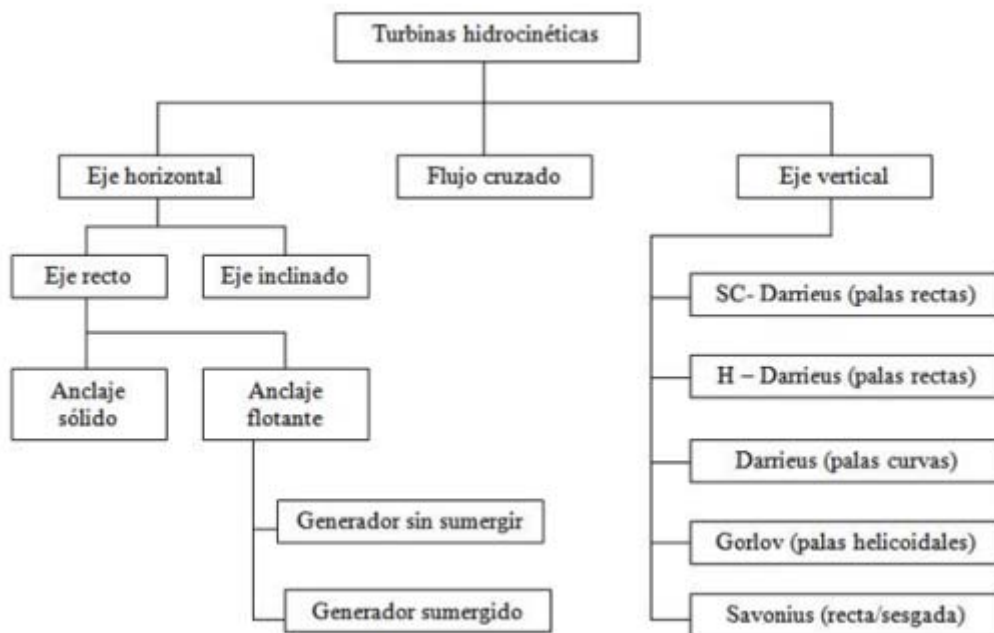 Turbinas hidrocinéticas
Eje horizontal
Flujo cruzado
Eje vertical
Eje recto
Eje inclinado
Anclaje
sólido
Anclaje
flotante
Generador sin sumergir
Generador sumergido
SC- Darrieus (palas rectas)
H – Darrieus (palas rectas)
Darrieus (palas curvas)
Gorlov (palas helicoidales)
Savonius (recta/sesgada)